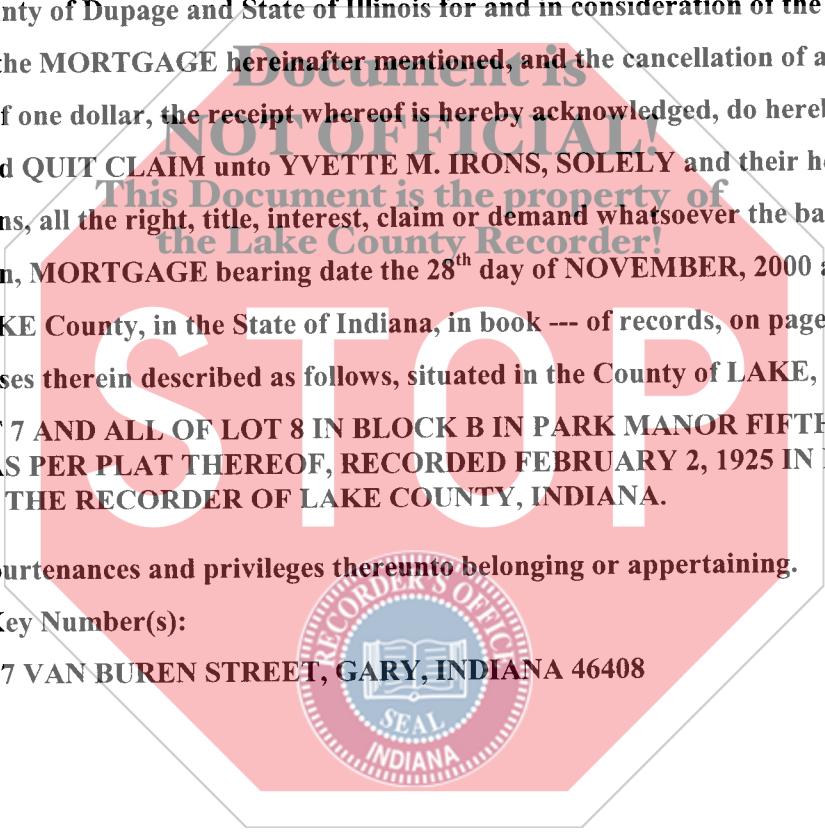 nty of Dupage and State of Illinois for and in consideration of the
the MORTGAGE hereinafter mentioned, and the cancellation of a
Document is
f one dollar, the receipt whereof is hereby acknowledged, do hereb
NOT OFFICIAL!
d QUIT CLAIM unto YVETTE M. IRONS, SOLELY and their he
This Document is the property of
ns, all the right, title, interest, claim or demand whatsoever the ba
the Lake County Recorder!
n, MORTGAGE bearing date the 28th day of NOVEMBER, 2000 a
KE County, in the State of Indiana, in book --- of records, on page
STOP
ses therein described as follows, situated in the County of LAKE,
7 AND ALL OF LOT 8 IN BLOCK B IN PARK MANOR FIFTH
AS PER PLAT THEREOF, RECORDED FEBRUARY 2, 1925 IN
THE RECORDER OF LAKE COUNTY, INDIANA.
purtenances and privileges thereunto belonging or appertaining.
Key Number(s):
7 VAN BUREN STREET, GARY, INDIANA 46408
RECORDER'S OFFICE
SEAL
INDIANA